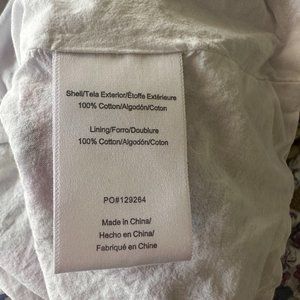 Shell/Tela Exterior/Étoffe Extérieure
100% Cotton/Algodón/Coton
Lining/Forro/Doublure
100% Cotton/Algodón/Coton
PO#129264
Made in China/
Hecho en China/
Fabriqué en Chine